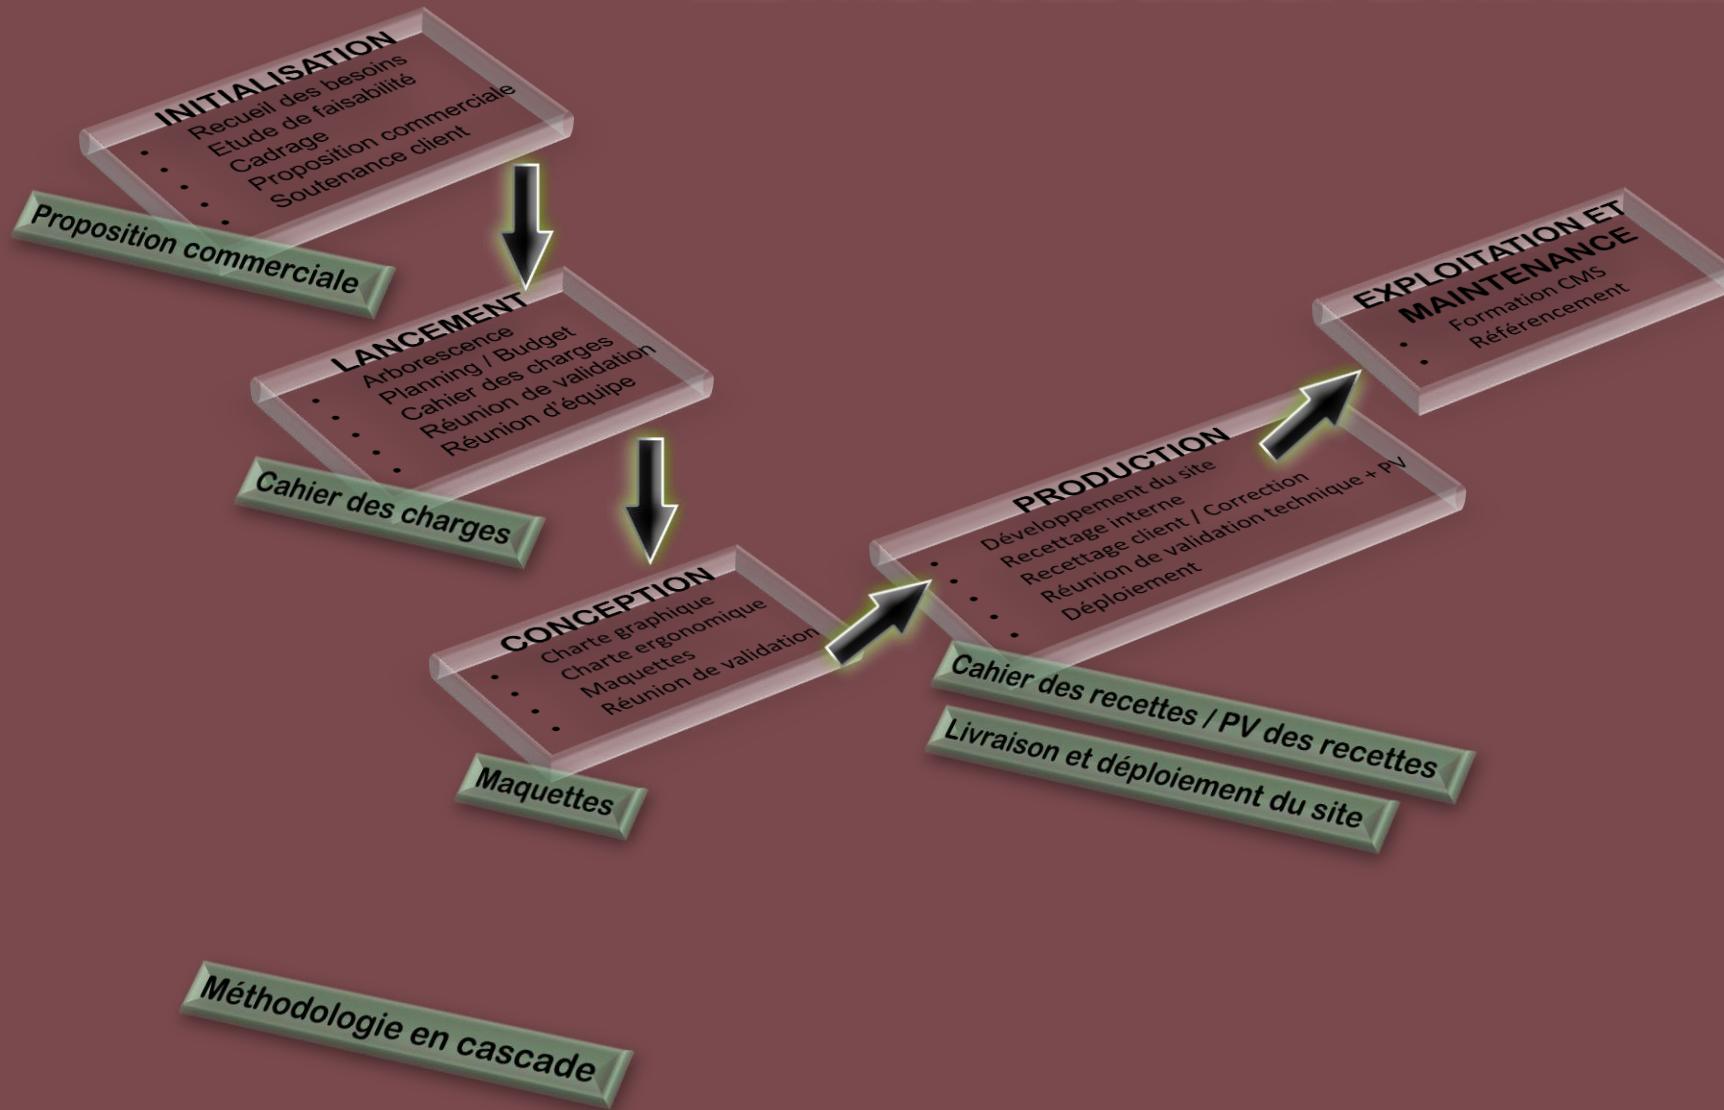 INITIALISATION
• Recueil des besoins
• Etude de faisabilité
• Cadrage
• Proposition commerciale
• Soutenance client
Proposition commerciale
LANCEMENT
• Arborescence
• Planning / Budget
• Cahier des charges
• Réunion de validation
• Réunion d'équipe
Cahier des charges
CONCEPTION
• Charte graphique
• Charte ergonomique
• Maquettes
• Réunion de validation
Maquettes
PRODUCTION
• Développement du site
• Recettage interne
• Recettage client / Correction
• Réunion de validation technique + PV
• Déploiement
Cahier des recettes / PV des recettes
Livraison et déploiement du site
EXPLOITATION ET
MAINTENANCE
• Formation CMS
• Référencement
Méthodologie en cascade